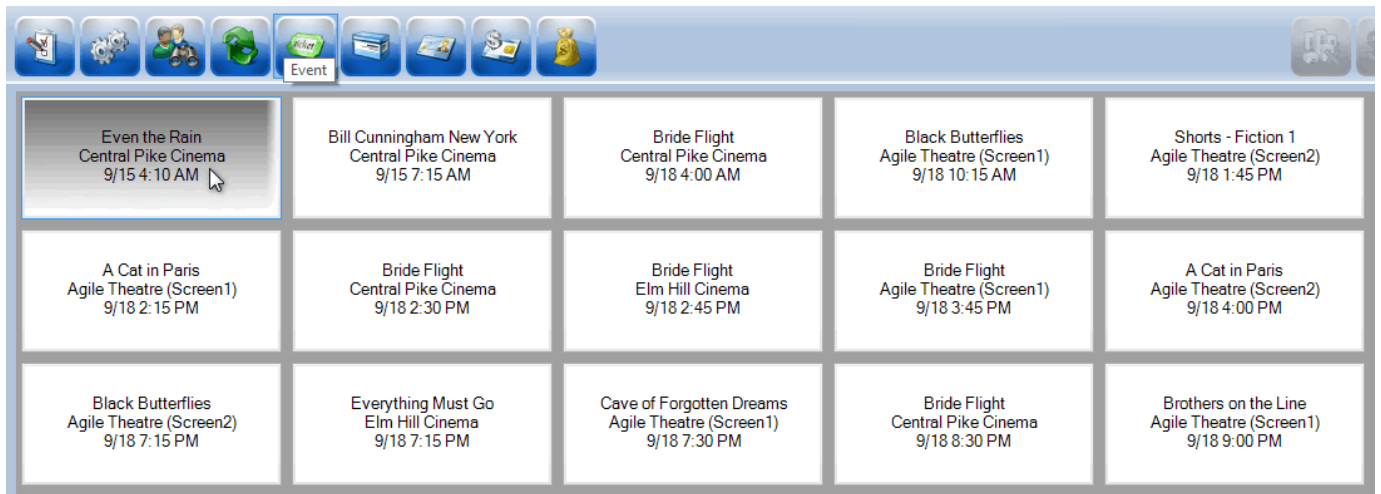 ticket
Event
Even the Rain
Central Pike Cinema
9/15 4:10 AM
Bill Cunningham New York
Central Pike Cinema
9/15 7:15 AM
Bride Flight
Central Pike Cinema
9/18 4:00 AM
Black Butterflies
Agile Theatre (Screen1)
9/18 10:15 AM
Shorts - Fiction 1
Agile Theatre (Screen2)
9/18 1:45 PM
A Cat in Paris
Agile Theatre (Screen1)
9/18 2:15 PM
Bride Flight
Central Pike Cinema
9/18 2:30 PM
Bride Flight
Elm Hill Cinema
9/18 2:45 PM
Bride Flight
Agile Theatre (Screen1)
9/18 3:45 PM
A Cat in Paris
Agile Theatre (Screen2)
9/18 4:00 PM
Black Butterflies
Agile Theatre (Screen2)
9/18 7:15 PM
Everything Must Go
Elm Hill Cinema
9/18 7:15 PM
Cave of Forgotten Dreams
Agile Theatre (Screen1)
9/18 7:30 PM
Bride Flight
Central Pike Cinema
9/18 8:30 PM
Brothers on the Line
Agile Theatre (Screen1)
9/18 9:00 PM